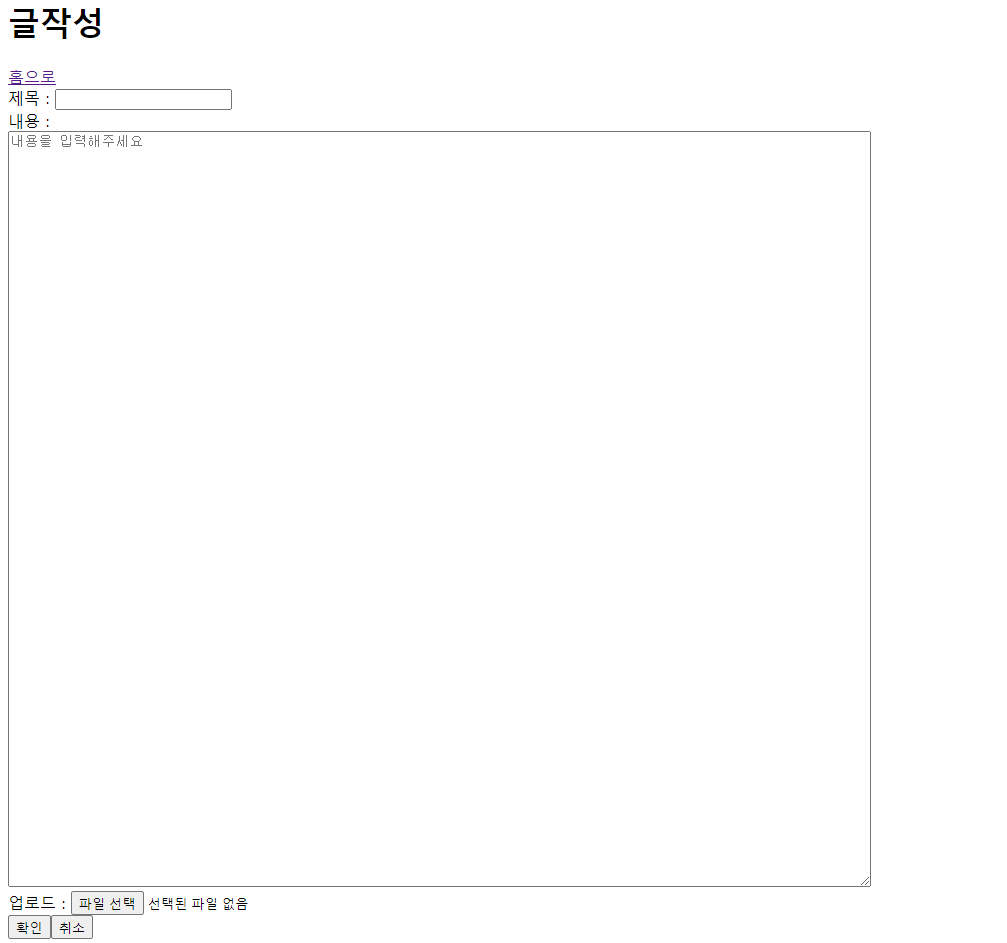 글작성
홈으로
제목 :
내용 :
내용을 입력해주세요
업로드 : 파일 선택 선택된 파일 없음
확인 취소